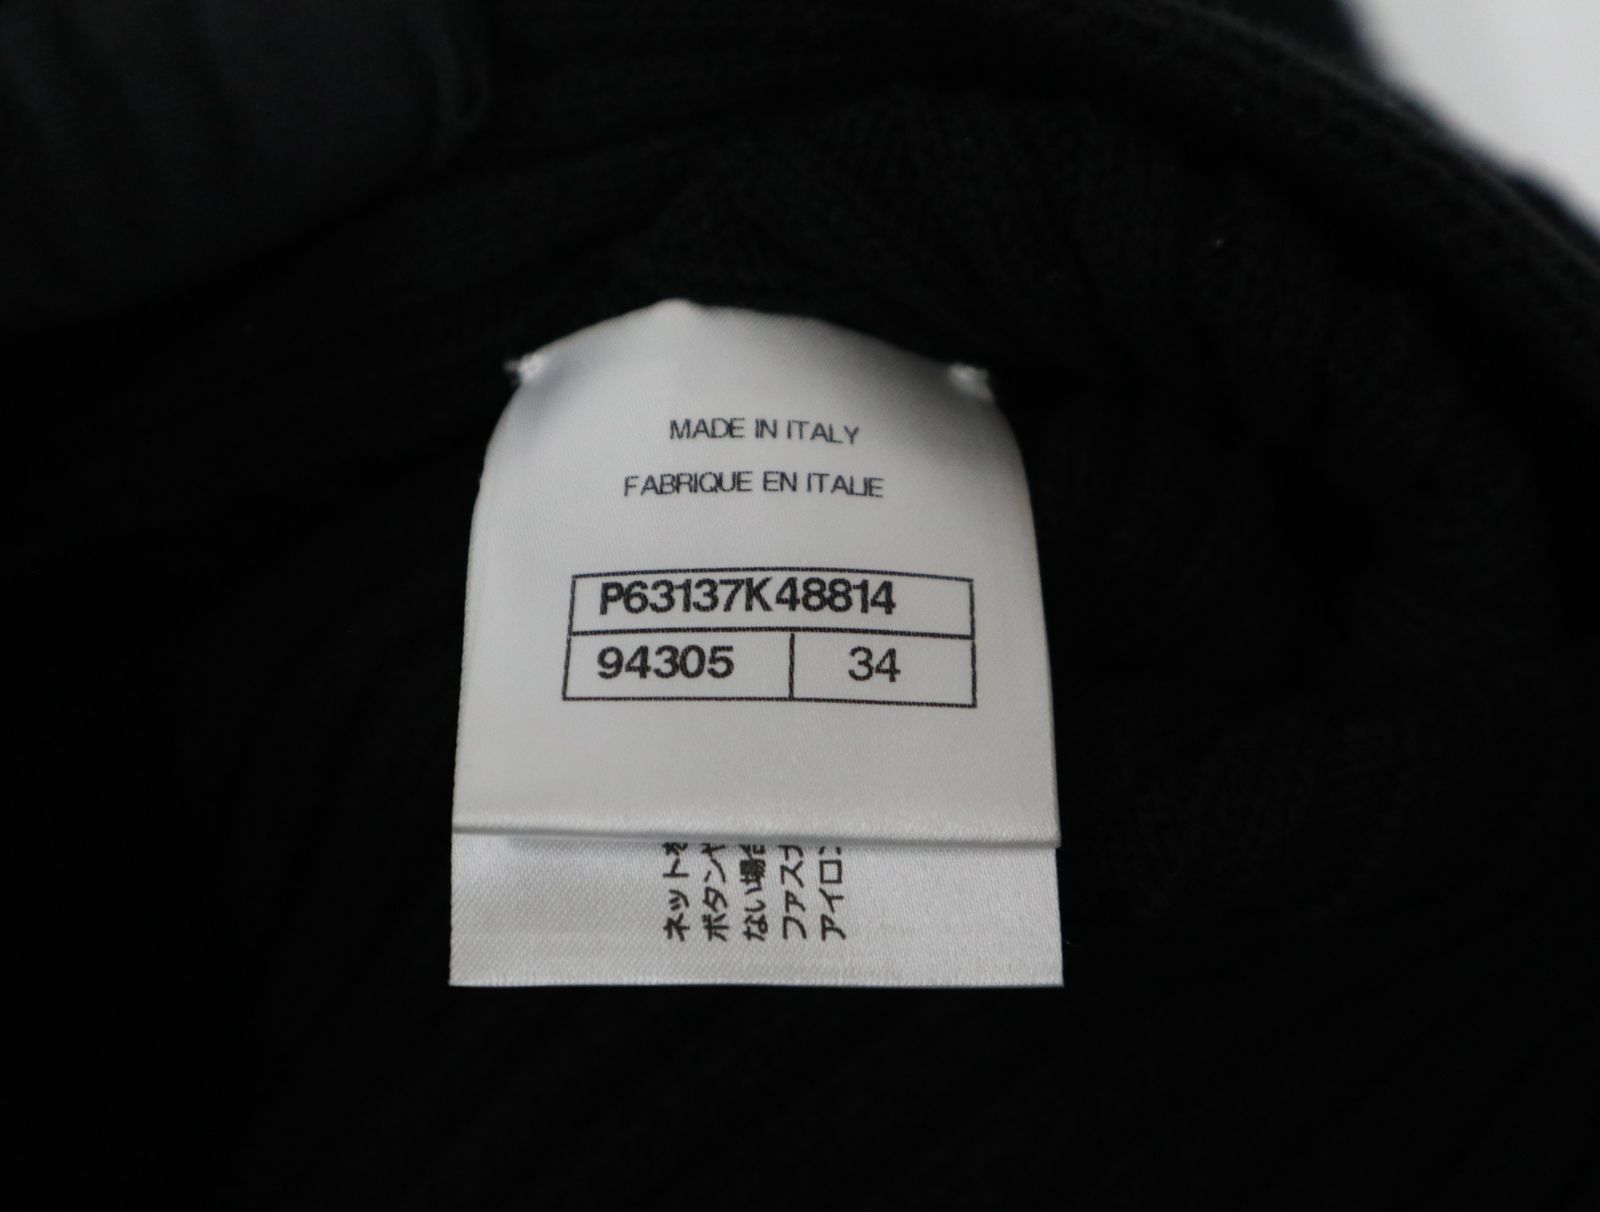 MADE IN ITALY
FABRIQUE EN ITALIE
P63137K48814
94305 34
ネット
ボタン
ない場合
ファス
アイロ